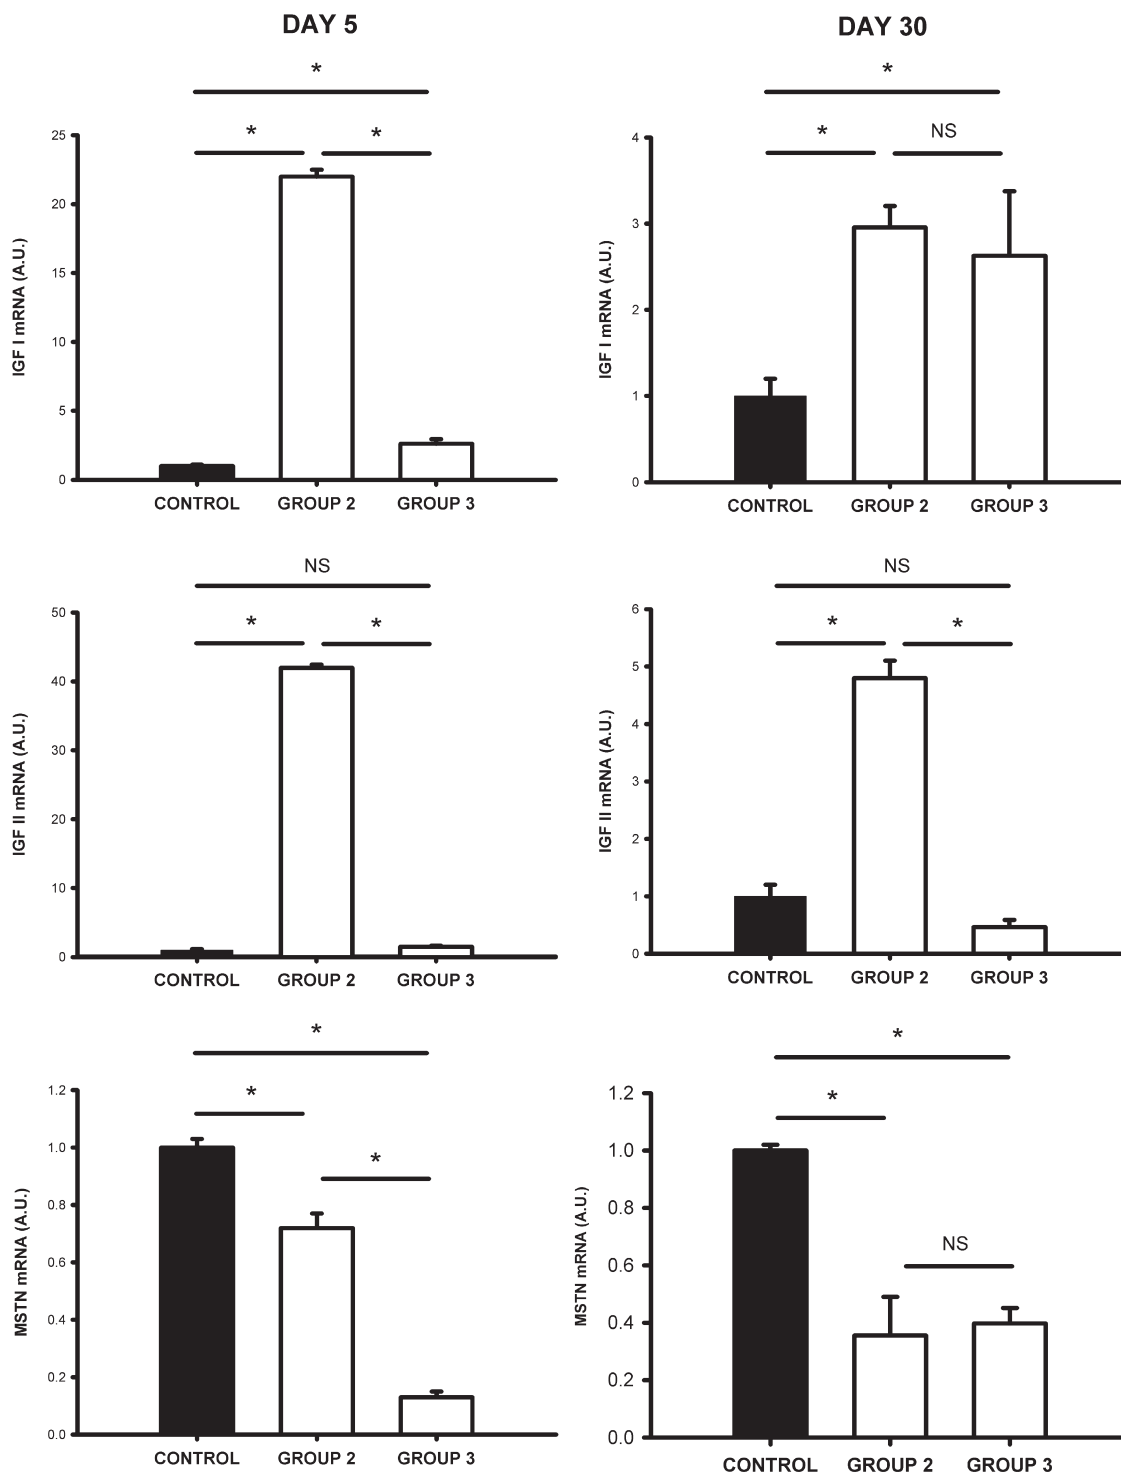 DAY 5
DAY 30
*
* *
25
20
15
10
5
0
IGF I mRNA (A.U.)
CONTROL GROUP 2 GROUP 3
*
* NS
4
3
2
1
0
IGF I mRNA (A.U.)
CONTROL GROUP 2 GROUP 3
NS
* *
50
40
30
20
10
0
IGF II mRNA (A.U.)
CONTROL GROUP 2 GROUP 3
NS
* *
6
5
4
3
2
1
0
IGF II mRNA (A.U.)
CONTROL GROUP 2 GROUP 3
*
*
*
1.2
1.0
0.8
0.6
0.4
0.2
0.0
MSTN mRNA (A.U.)
CONTROL GROUP 2 GROUP 3
*
*
NS
1.2
1.0
0.8
0.6
0.4
0.2
0.0
MSTN mRNA (A.U.)
CONTROL GROUP 2 GROUP 3